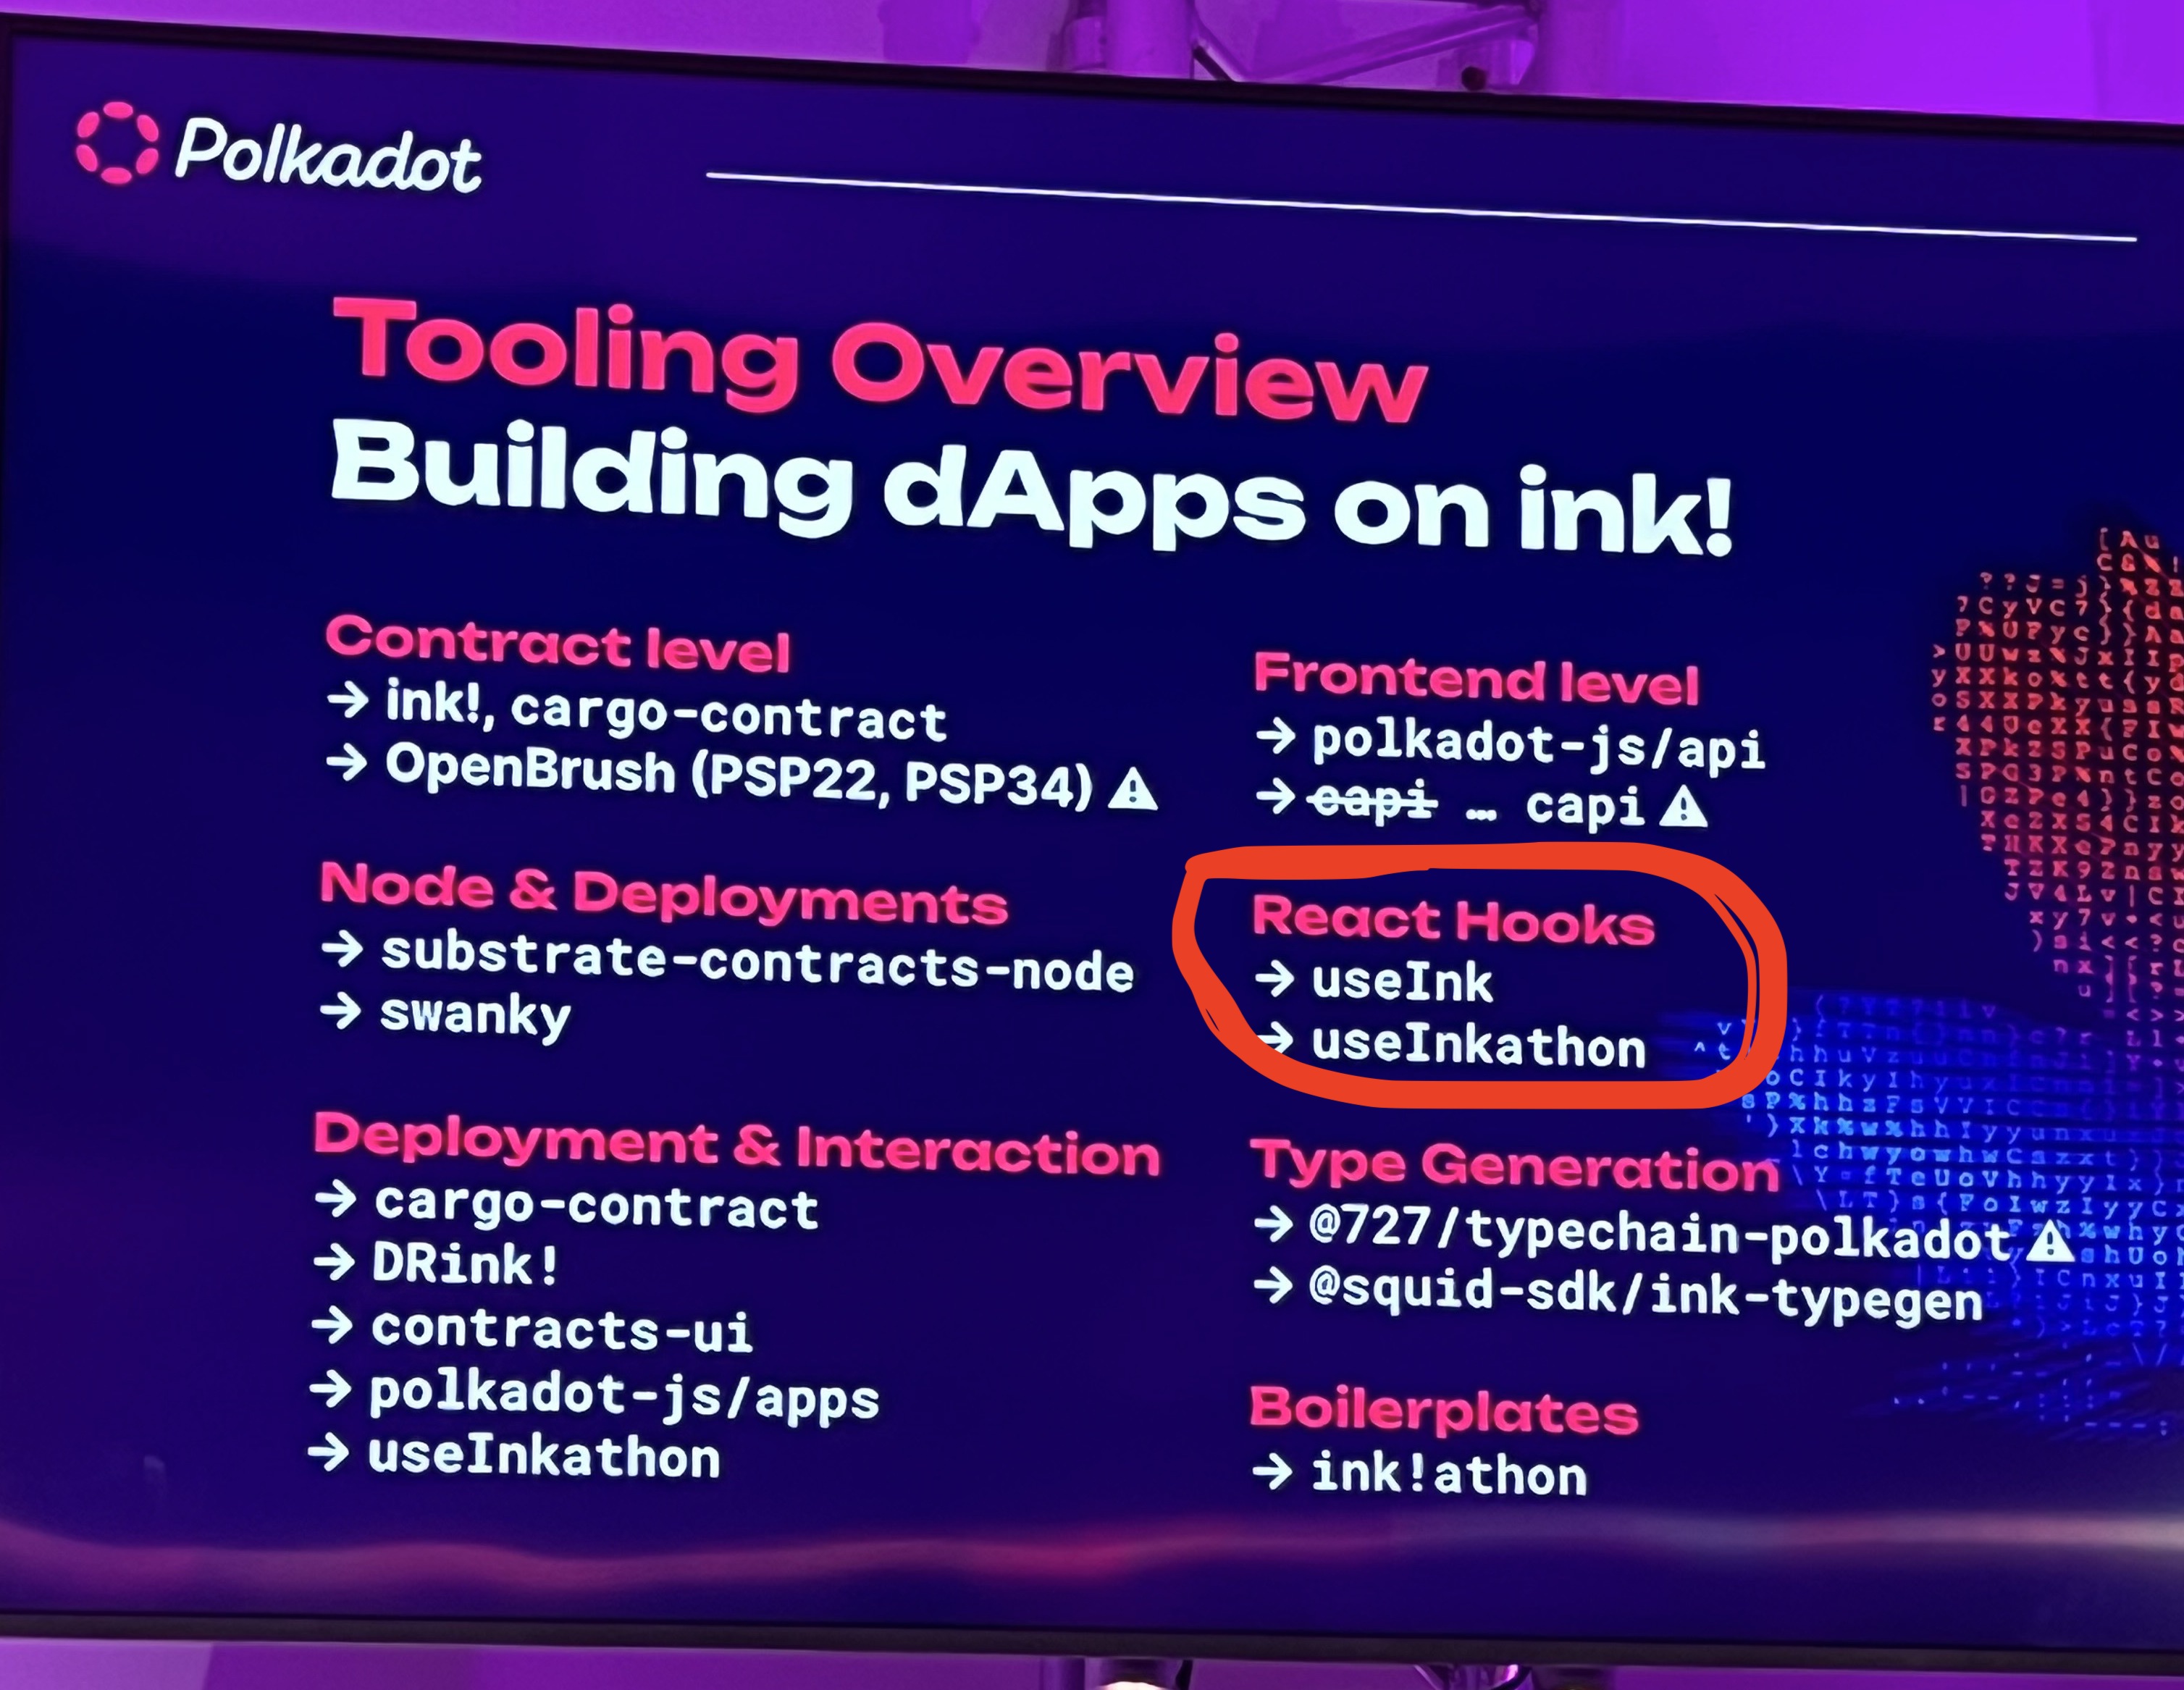 Polkadot
Tooling Overview
Building dApps on ink!
Contract level
→ ink!, cargo-contract
→ OpenBrush (PSP22, PSP34) ⚠
Node & Deployments
→ substrate-contracts-node
→ swanky
Deployment & Interaction
→ cargo-contract
→ DRink!
→ contracts-ui
→ polkadot-js/apps
→ useInkathon
Frontend level
→ polkadot-js/api
→ capi … capi ⚠
React Hooks
→ useInk
→ useInkathon
Type Generation
→ @727/typechain-polkadot ⚠
→ @squid-sdk/ink-typegen
Boilerplates
→ ink!athon